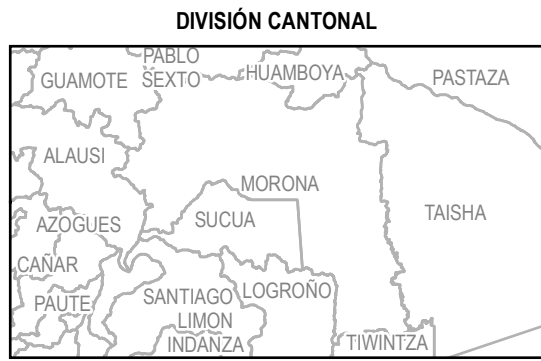 DIVISIÓN CANTONAL
PABLO
SEXTO
HUAMBOYA
PASTAZA
GUAMOTE
ALAUSI
MORONA
TAISHA
AZOGUES
SUCUA
CAÑAR
PAUTE
SANTIAGO
LOGROÑO
LIMON
INDANZA
TIWINTZA